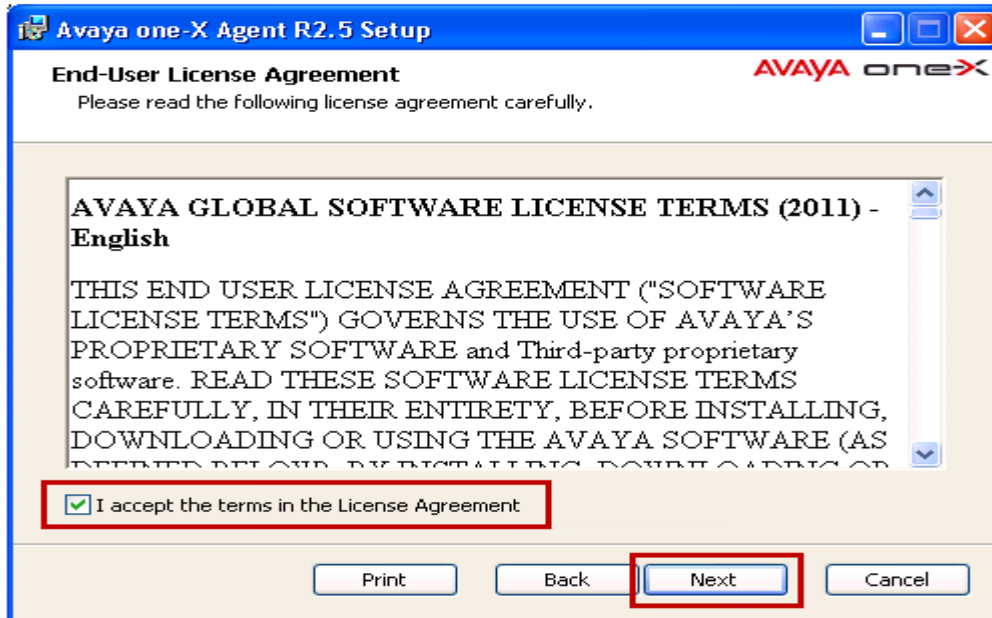 Avaya one-X Agent R2.5 Setup
End-User License Agreement
AVAYA one-X
Please read the following license agreement carefully.
AVAYA GLOBAL SOFTWARE LICENSE TERMS (2011) -
English
THIS END USER LICENSE AGREEMENT ("SOFTWARE
LICENSE TERMS") GOVERNS THE USE OF AVAYA'S
PROPRIETARY SOFTWARE and Third-party proprietary
software. READ THESE SOFTWARE LICENSE TERMS
CAREFULLY, IN THEIR ENTIRETY, BEFORE INSTALLING,
DOWNLOADING OR USING THE AVAYA SOFTWARE (AS
I accept the terms in the License Agreement
Print
Back
Next
Cancel